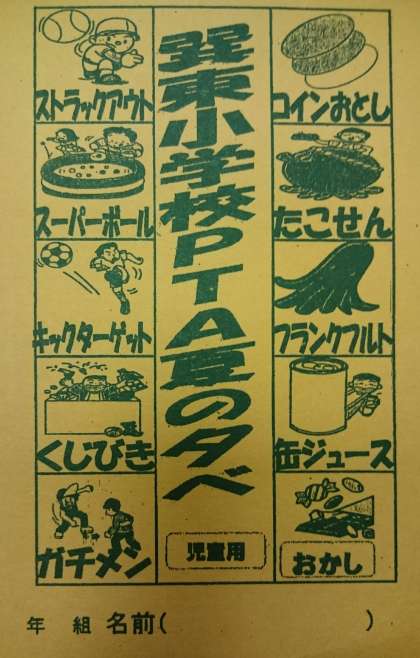 巽東小学校PTA夏の夕べ
児童用
ストラックアウト
スーパーボール
キックターゲット
くじびき
ガチメン
コインおとし
たこせん
フランクフルト
缶ジュース
おかし
年 組 名前( )